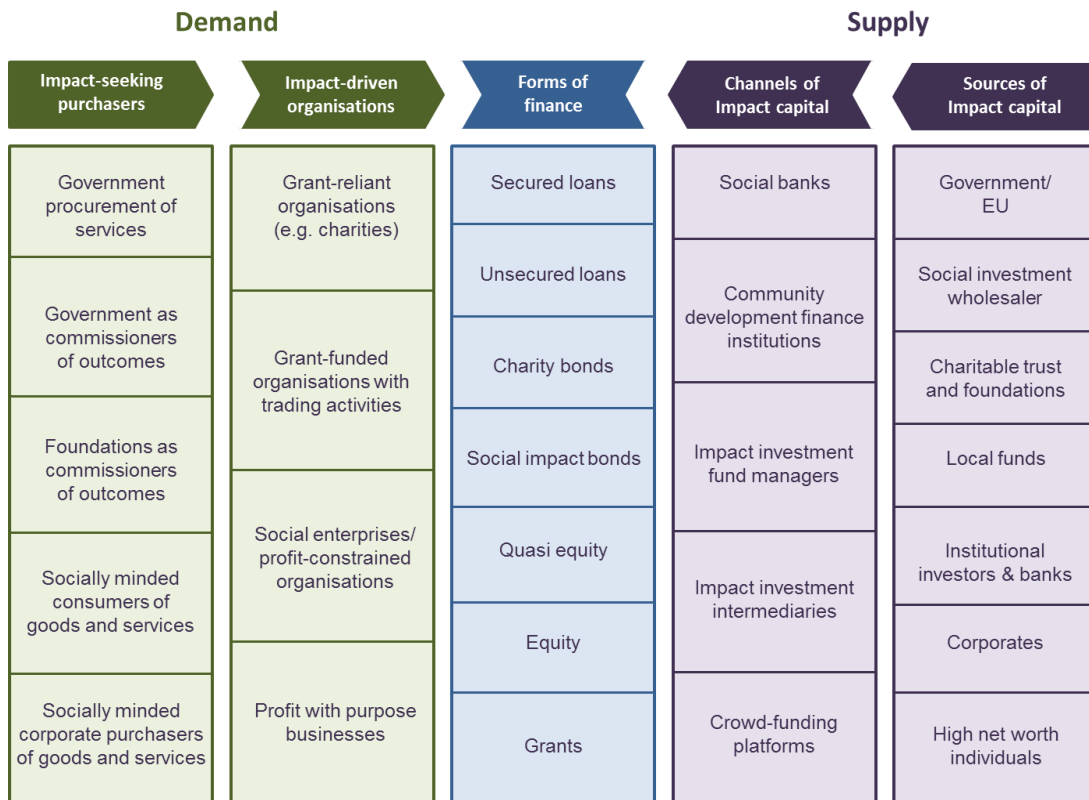 Demand
Supply
Impact-seeking
purchasers
Impact-driven
organisations
Forms of
finance
Channels of
Impact capital
Sources of
Impact capital
Government
procurement of
services
Government as
commissioners
of outcomes
Foundations as
commissioners
of outcomes
Socially minded
consumers of
goods and services
Socially minded
corporate purchasers
of goods and services
Grant-reliant
organisations
(e.g. charities)
Grant-funded
organisations with
trading activities
Social enterprises/
profit-constrained
organisations
Profit with purpose
businesses
Secured loans
Unsecured loans
Charity bonds
Social impact bonds
Quasi equity
Equity
Grants
Social banks
Community
development finance
institutions
Impact investment
fund managers
Impact investment
intermediaries
Crowd-funding
platforms
Government/
EU
Social investment
wholesaler
Charitable trust
and foundations
Local funds
Institutional
investors & banks
Corporates
High net worth
individuals